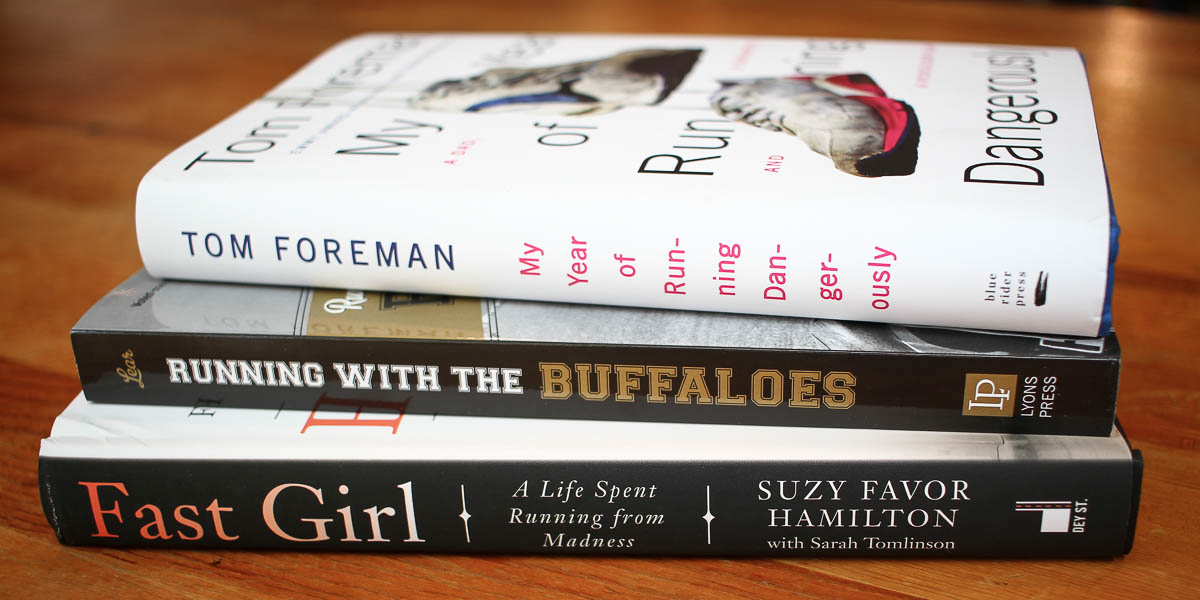 Tom Foreman
My Year
of
Running
Dangerously
A DAD,
AND
TOM FOREMAN
My
Year
of
Run-
ning
Dan-
ger-
ously
blue
rider
press
Lear
RUNNING WITH THE BUFFALOES
LP
LYONS
PRESS
Fast Girl
A Life Spent
Running from
Madness
SUZY FAVOR
HAMILTON
with Sarah Tomlinson
DEY ST.